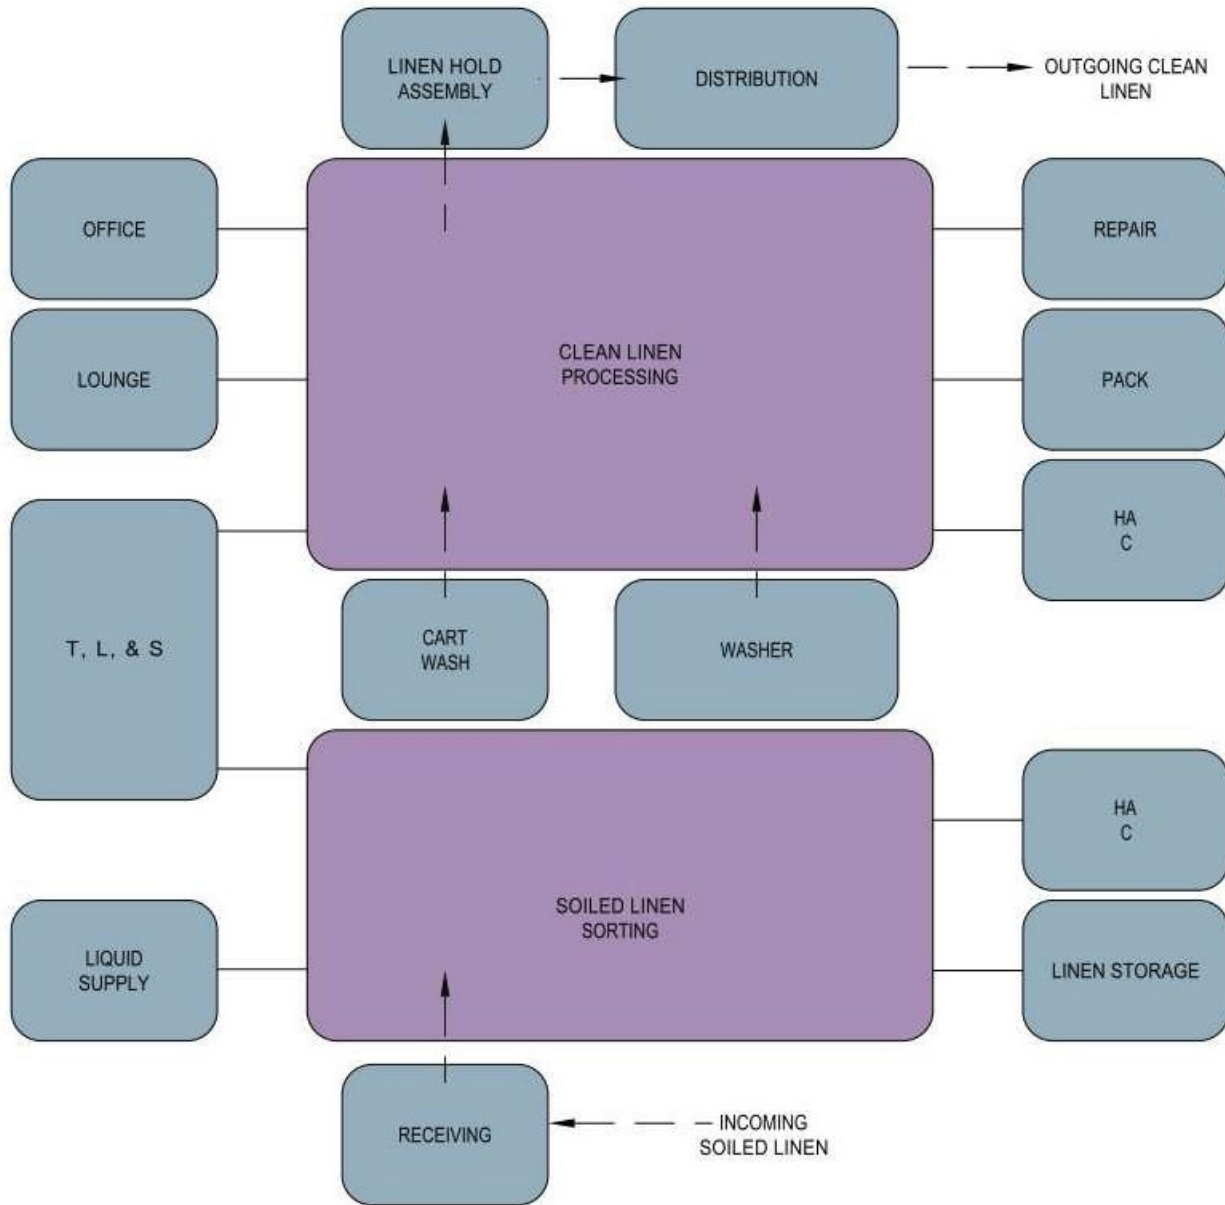 LINEN HOLD
ASSEMBLY
DISTRIBUTION
OUTGOING CLEAN
LINEN
OFFICE
REPAIR
CLEAN LINEN
PROCESSING
LOUNGE
PACK
HA
C
T, L, & S
CART
WASH
WASHER
HA
C
SOILED LINEN
SORTING
LIQUID
SUPPLY
LINEN STORAGE
RECEIVING
INCOMING
SOILED LINEN